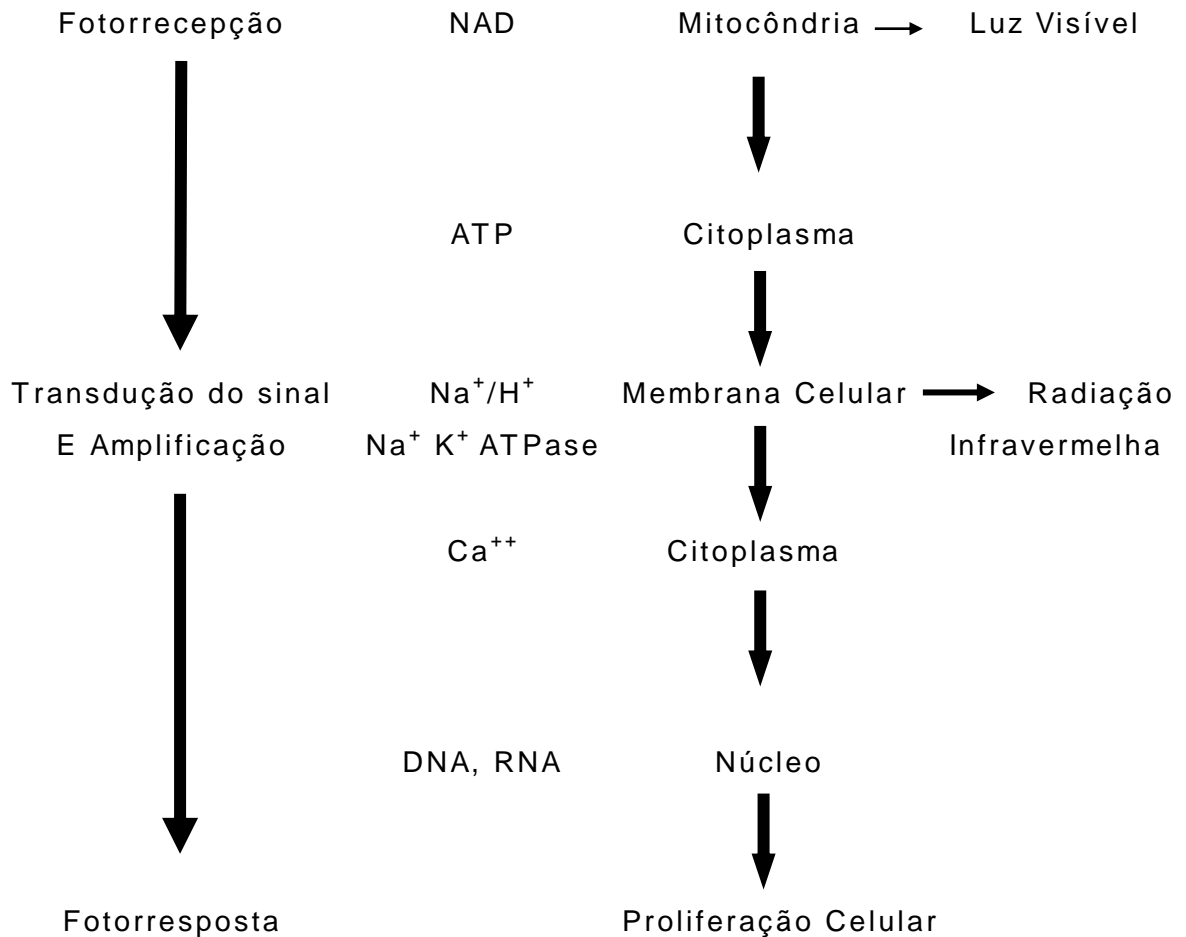 Fotorrecepção NAD Mitocôndria → Luz Visível
ATP Citoplasma
Transdução do sinal Na⁺/H⁺ Membrana Celular → Radiação
E Amplificação Na⁺ K⁺ ATPase Infravermelha
Ca⁺⁺ Citoplasma
DNA, RNA Núcleo
Fotorresposta Proliferação Celular